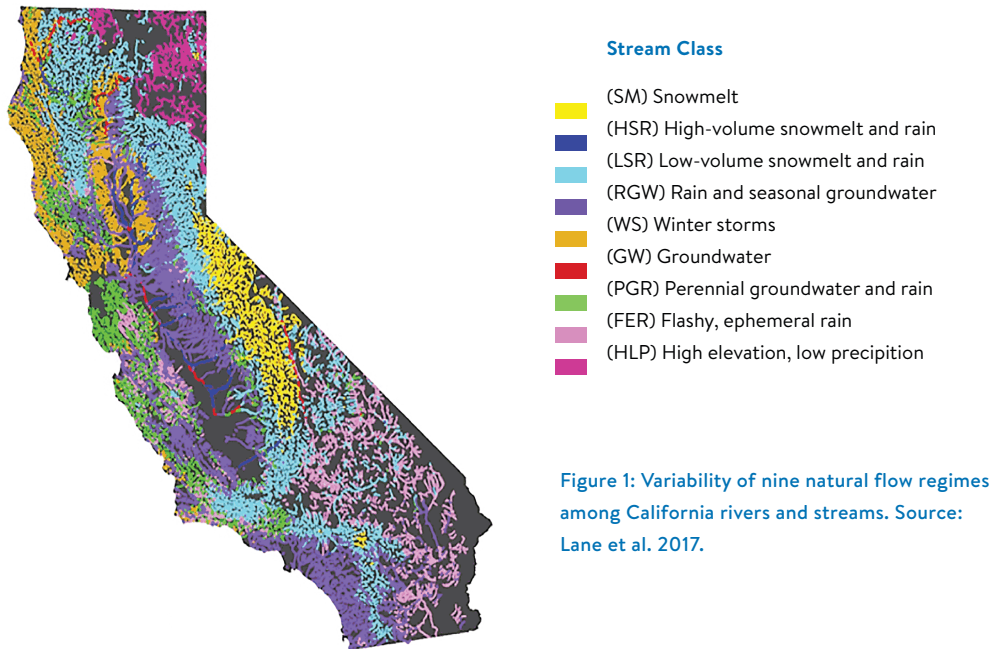 Stream Class
(SM) Snowmelt
(HSR) High-volume snowmelt and rain
(LSR) Low-volume snowmelt and rain
(RGW) Rain and seasonal groundwater
(WS) Winter storms
(GW) Groundwater
(PGR) Perennial groundwater and rain
(FER) Flashy, ephemeral rain
(HLP) High elevation, low precipition
Figure 1: Variability of nine natural flow regimes
among California rivers and streams. Source:
Lane et al. 2017.